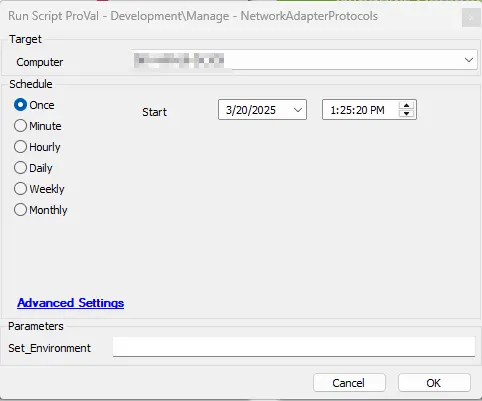 Run Script ProVal - Development\Manage - NetworkAdapterProtocols
Target
Computer
Schedule
Once
Start
3/20/2025
1:25:20 PM
Minute
Hourly
Daily
Weekly
Monthly
Advanced Settings
Parameters
Set_Environment
Cancel
OK